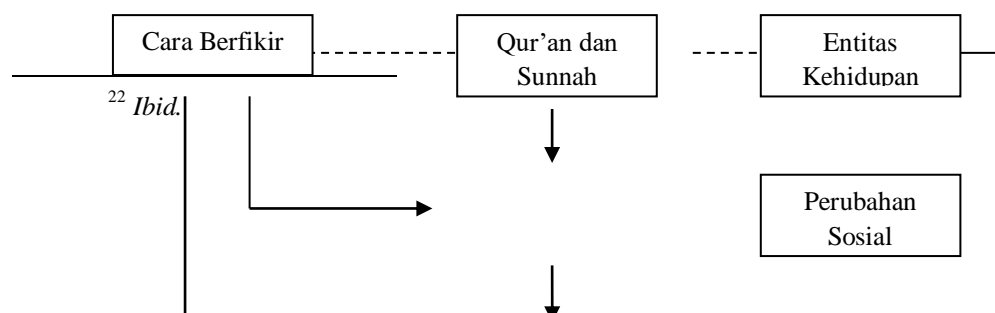 Cara Berfikir
Qur’an dan
Sunnah
Entitas
Kehidupan
22 Ibid.
Perubahan
Sosial